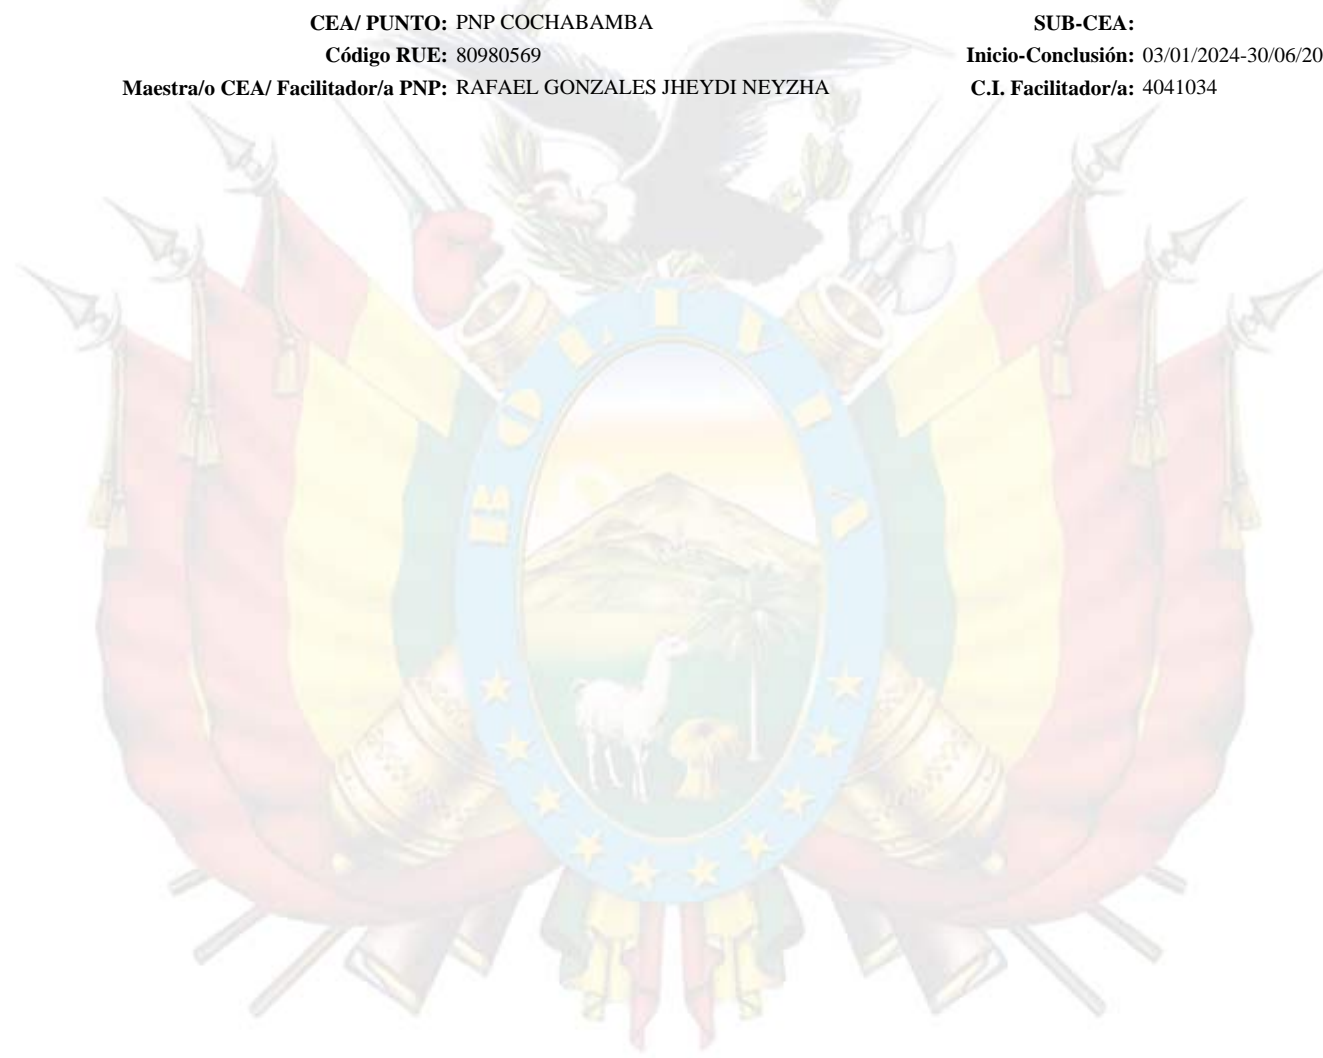 CEA/ PUNTO: PNP COCHABAMBA SUB-CEA:
Código RUE: 80980569 Inicio-Conclusión: 03/01/2024-30/06/20
Maestra/o CEA/ Facilitador/a PNP: RAFAEL GONZALES JHEYDI NEYZHA C.I. Facilitador/a: 4041034
BOLIVIA